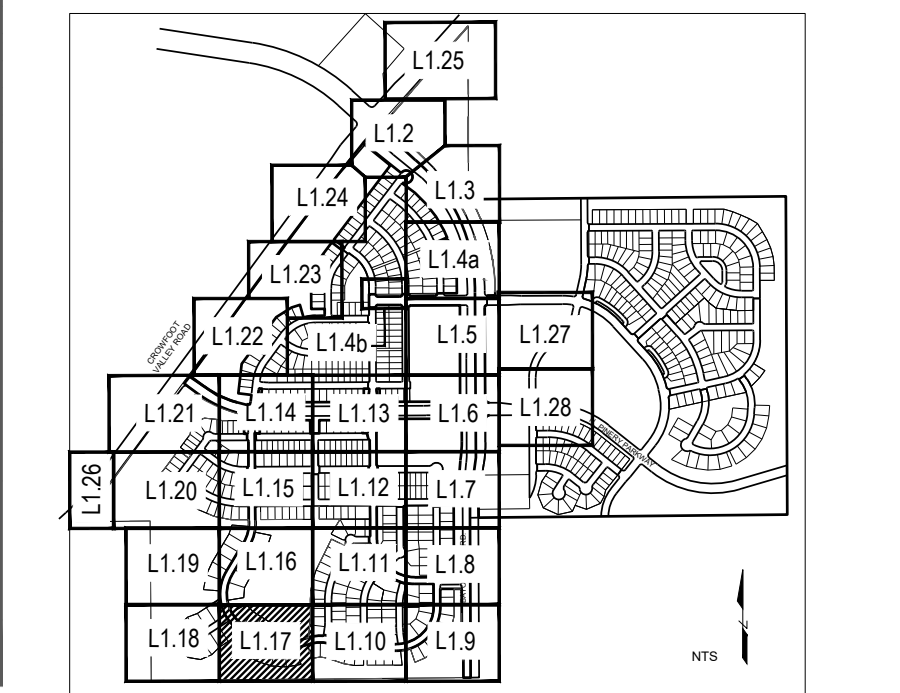 L1.25
L1.2
L1.3
L1.24
L1.4a
L1.23
L1.22
L1.4b
L1.5
L1.27
CROWFOOT
VALLEY ROAD
L1.21
L1.14
L1.13
L1.6
L1.28
PINERY PARKWAY
L1.26
L1.20
L1.15
L1.12
L1.7
L1.19
L1.16
L1.11
L1.8
L1.18
L1.17
L1.10
L1.9
NTS